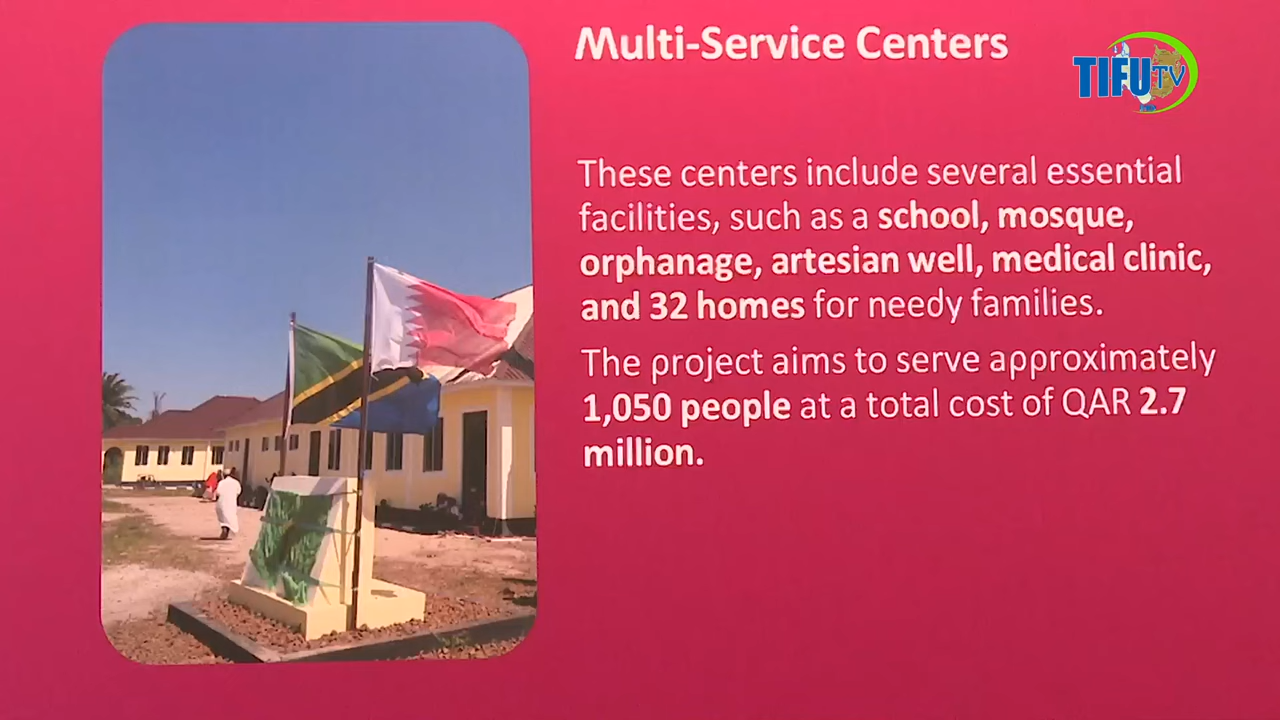 Multi-Service Centers
TIFU TV
These centers include several essential
facilities, such as a school, mosque,
orphanage, artesian well, medical clinic,
and 32 homes for needy families.
The project aims to serve approximately
1,050 people at a total cost of QAR 2.7
million.